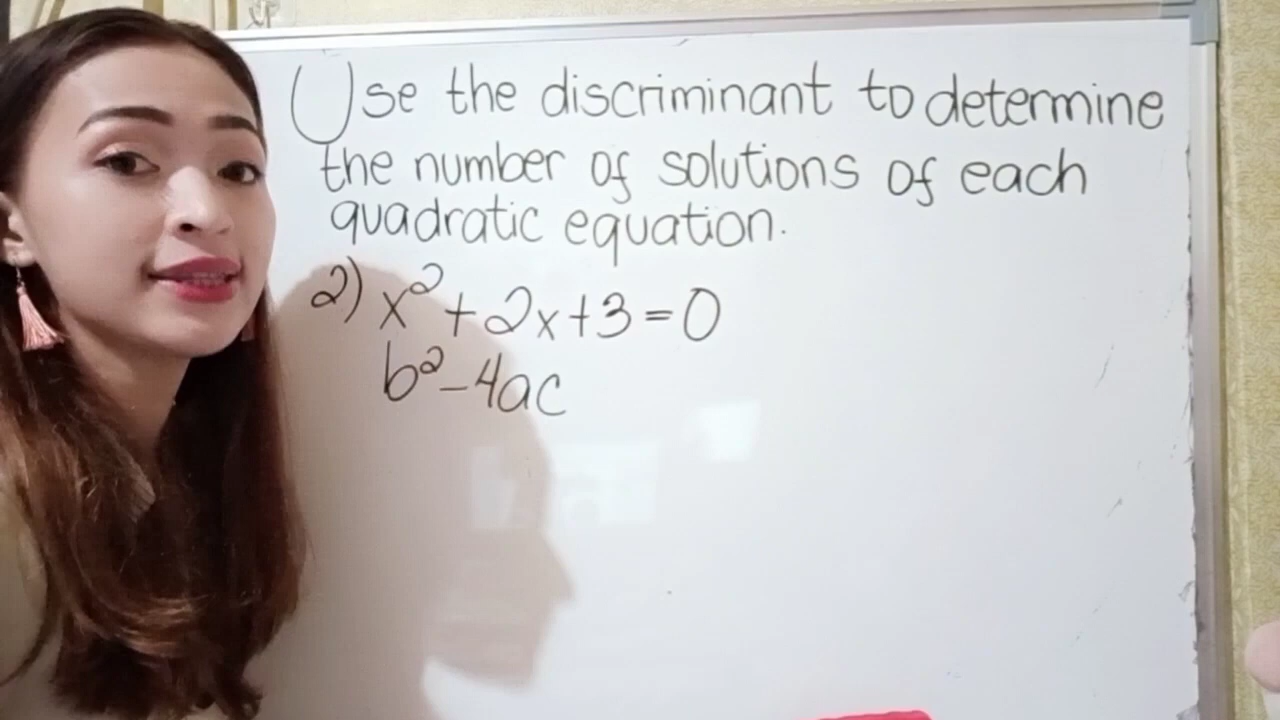 Use the discriminant to determine
the number of solutions of each
quadratic equation.
2) x² + 2x + 3 = 0
b² - 4ac